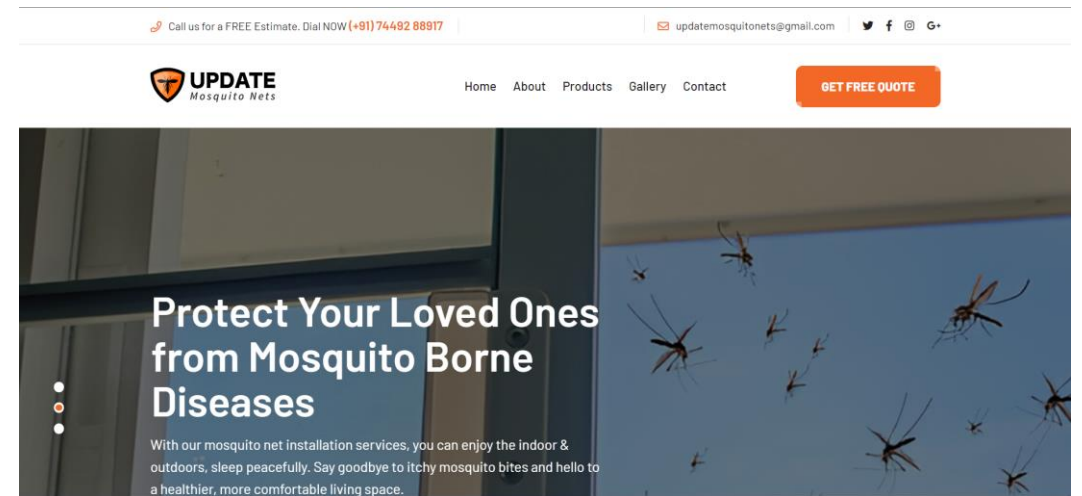 Call us for a FREE Estimate. Dial NOW (+91) 74492 88917
updatemosquitonets@gmail.com
G+
UPDATE
Mosquito Nets
Home About Products Gallery Contact
GET FREE QUOTE
Protect Your Loved Ones
from Mosquito Borne
Diseases
With our mosquito net installation services, you can enjoy the indoor &
outdoors, sleep peacefully. Say goodbye to itchy mosquito bites and hello to
a healthier, more comfortable living space.